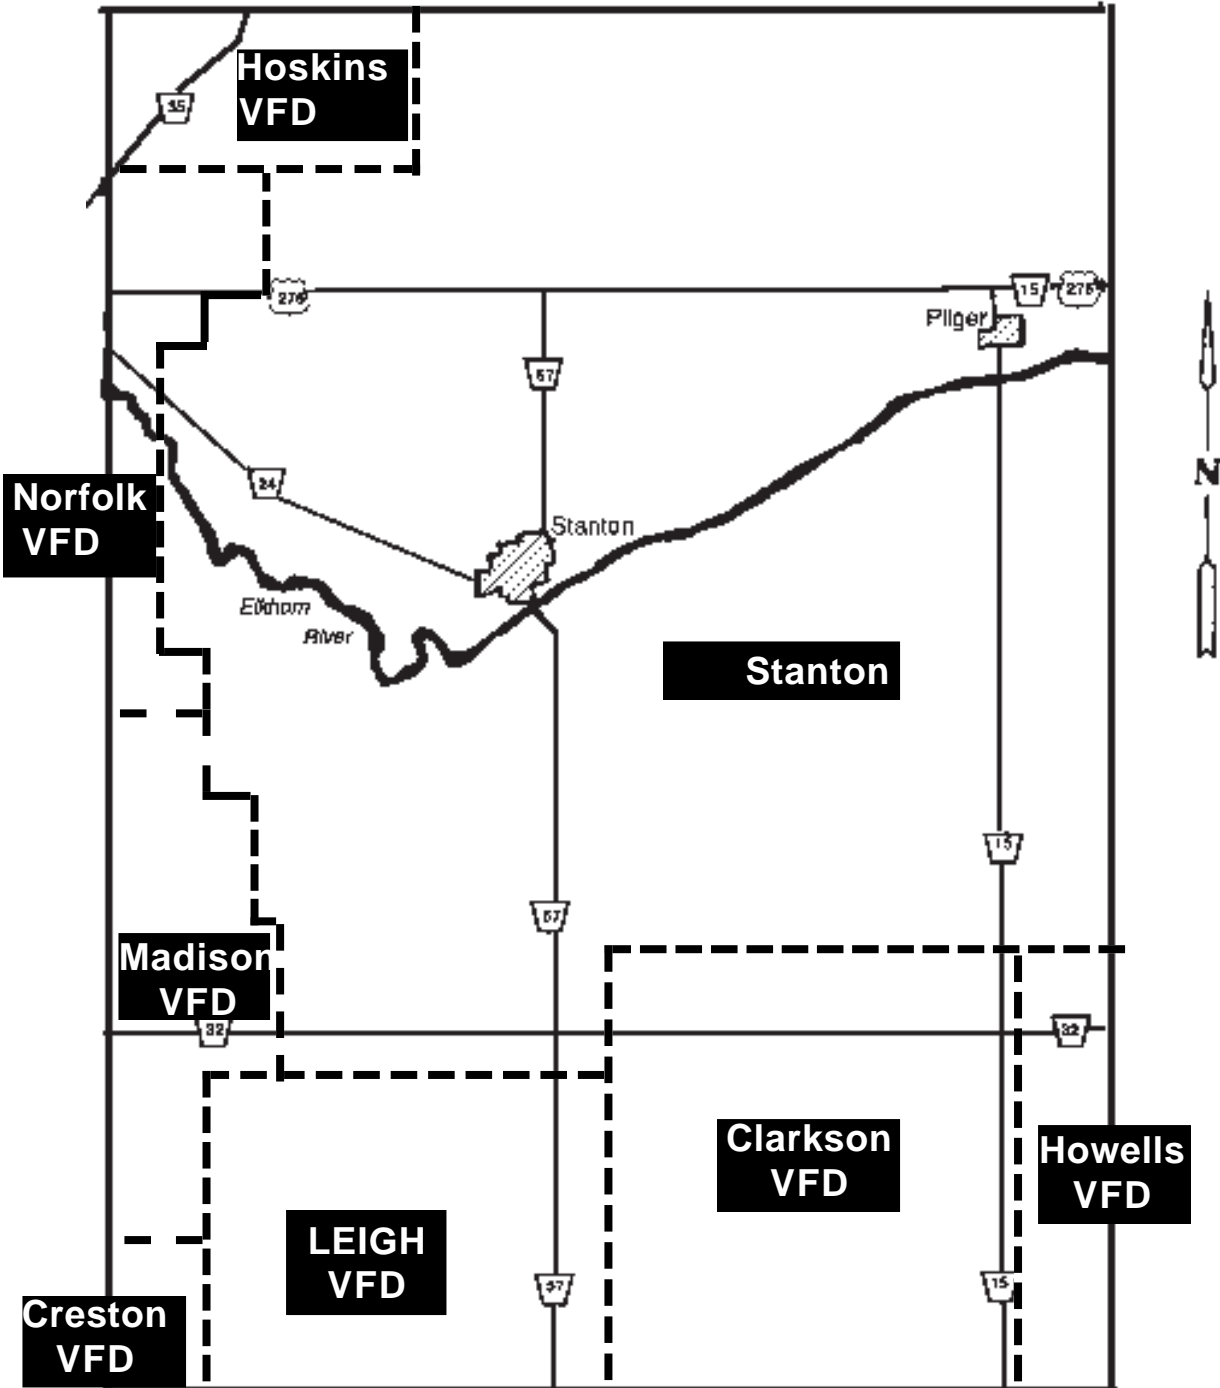 Hoskins
VFD
35
275
15
275
Pilger
57
24
Norfolk
VFD
Stanton
Elkhorn
River
N
Stanton
15
57
Madison
VFD
32
32
Clarkson
VFD
Howells
VFD
LEIGH
VFD
57
15
Creston
VFD